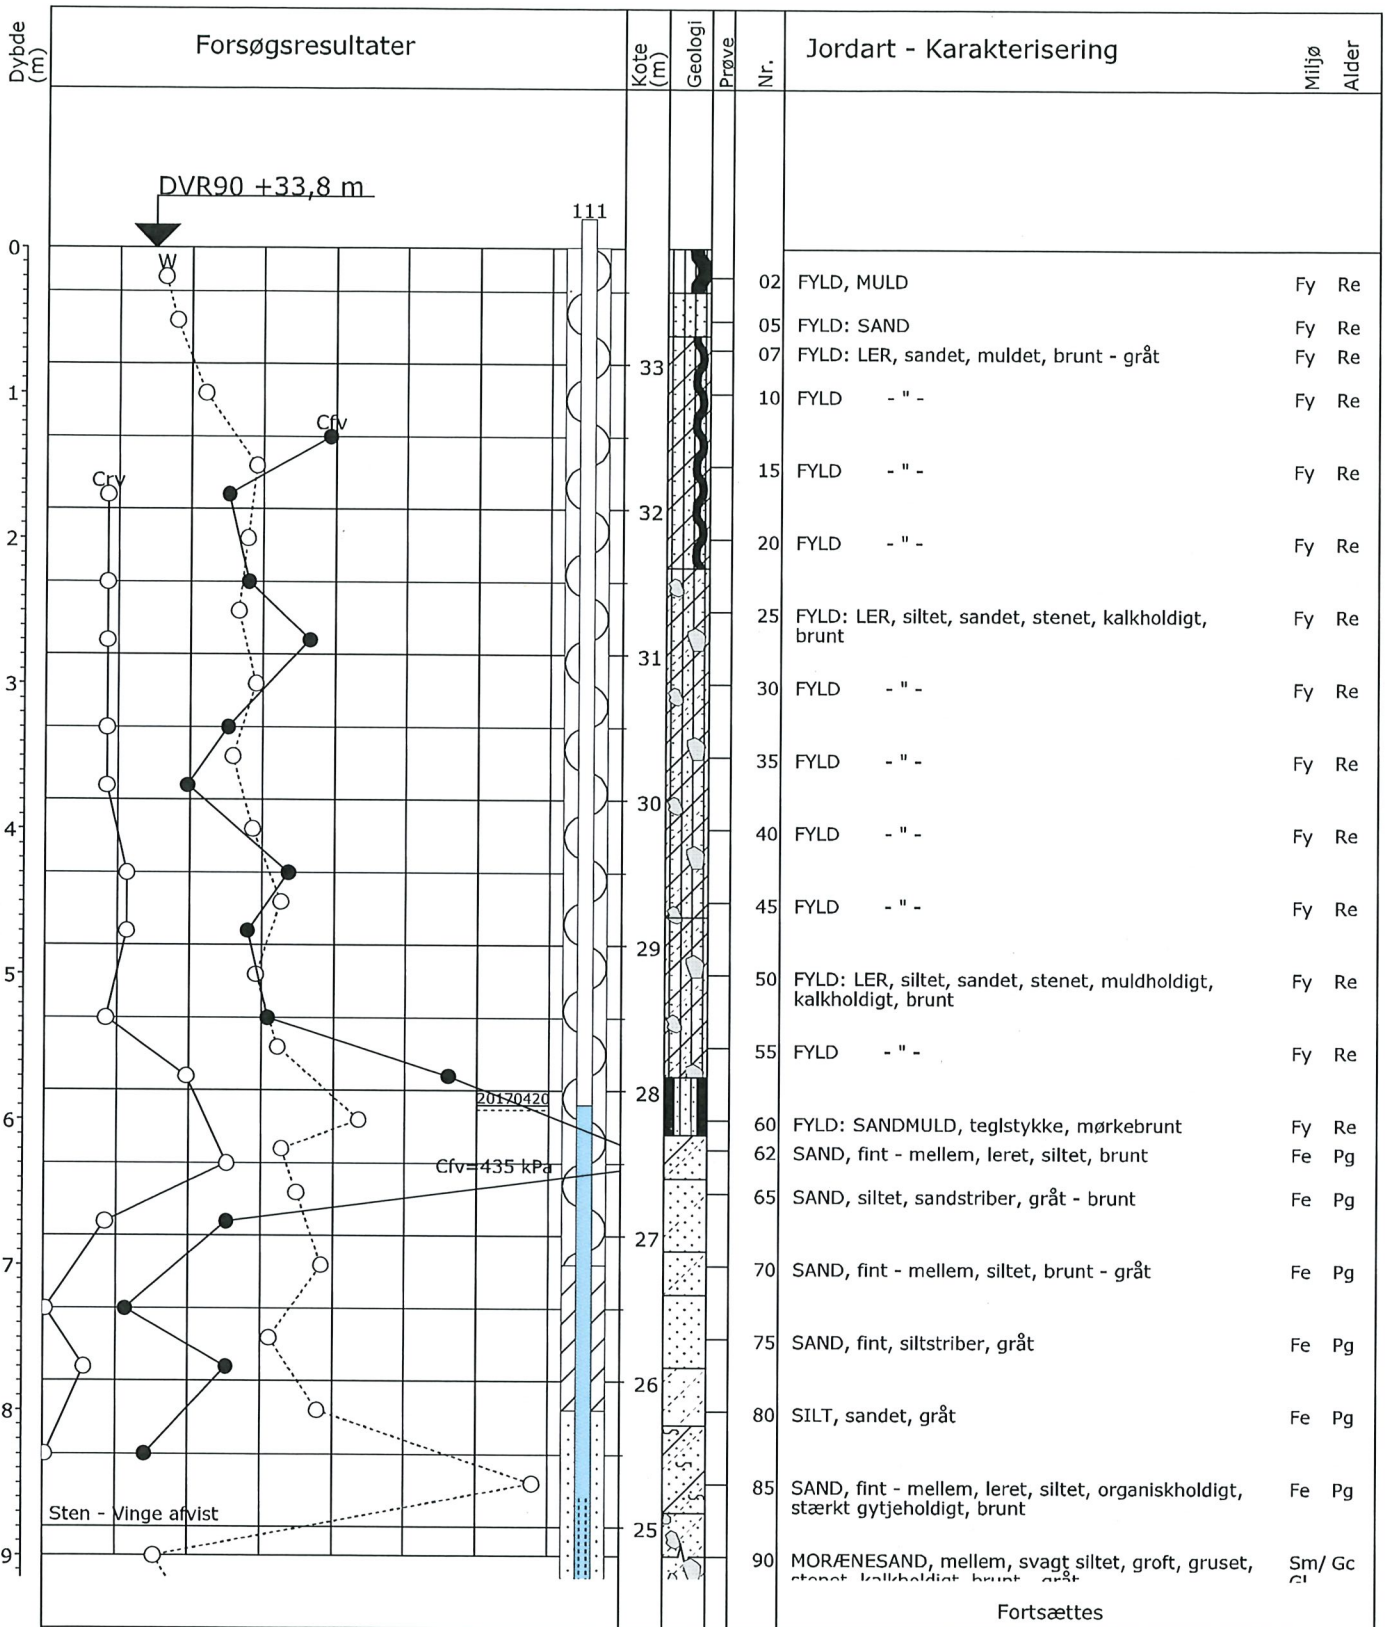 Dybde (m)
Forsøgsresultater
Kote (m)
Geologi
Prøve
Nr.
Jordart - Karakterisering
Miljø
Alder
DVR90 +33,8 m
111
0
W
02 FYLD, MULD Fy Re
05 FYLD: SAND Fy Re
07 FYLD: LER, sandet, muldet, brunt - gråt Fy Re
33
1
10 FYLD - " - Fy Re
Cfv
15 FYLD - " - Fy Re
Crv
32
2
20 FYLD - " - Fy Re
25 FYLD: LER, siltet, sandet, stenet, kalkholdigt, Fy Re
brunt
31
3
30 FYLD - " - Fy Re
35 FYLD - " - Fy Re
30
4
40 FYLD - " - Fy Re
45 FYLD - " - Fy Re
29
5
50 FYLD: LER, siltet, sandet, stenet, muldholdigt, Fy Re
kalkholdigt, brunt
55 FYLD - " - Fy Re
28
20170420
6
60 FYLD: SANDMULD, teglstykke, mørkebrunt Fy Re
62 SAND, fint - mellem, leret, siltet, brunt Fe Pg
Cfv=435 kPa
65 SAND, siltet, sandstriber, gråt - brunt Fe Pg
27
7
70 SAND, fint - mellem, siltet, brunt - gråt Fe Pg
75 SAND, fint, siltstriber, gråt Fe Pg
26
8
80 SILT, sandet, gråt Fe Pg
85 SAND, fint - mellem, leret, siltet, organiskholdigt, Fe Pg
stærkt gytjeholdigt, brunt
Sten - Vinge afvist
25
9
90 MORÆNESAND, mellem, svagt siltet, groft, gruset, Sm/ Gc
stenet, kalkholdigt, brunt - gråt Gl
Fortsættes